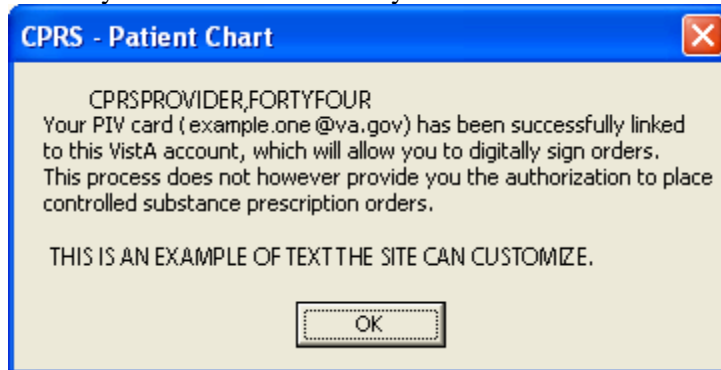 CPRS - Patient Chart
CPRSPROVIDER,FORTYFOUR
Your PIV card (example.one@va.gov) has been successfully linked
to this VistA account, which will allow you to digitally sign orders.
This process does not however provide you the authorization to place
controlled substance prescription orders.
THIS IS AN EXAMPLE OF TEXT THE SITE CAN CUSTOMIZE.
OK